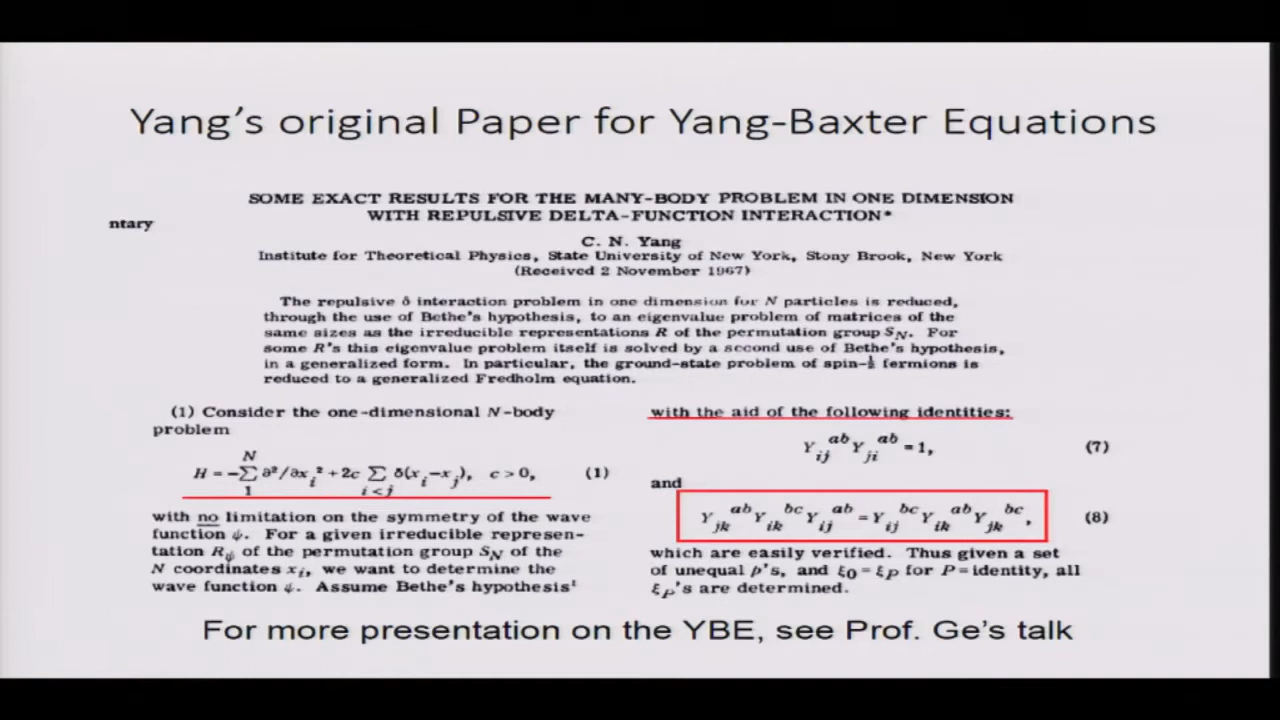 Yang's original Paper for Yang-Baxter Equations
SOME EXACT RESULTS FOR THE MANY-BODY PROBLEM IN ONE DIMENSION
WITH REPULSIVE DELTA-FUNCTION INTERACTION*
ntary
C. N. Yang
Institute for Theoretical Physics, State University of New York, Stony Brook, New York
(Received 2 November 1967)
The repulsive δ interaction problem in one dimension for N particles is reduced,
through the use of Bethe's hypothesis, to an eigenvalue problem of matrices of the
same sizes as the irreducible representations R of the permutation group S_N. For
some R's this eigenvalue problem itself is solved by a second use of Bethe's hypothesis,
in a generalized form. In particular, the ground-state problem of spin-½ fermions is
reduced to a generalized Fredholm equation.
(1) Consider the one-dimensional N-body
problem
H = -∑_1^N ∂²/∂x_i² + 2c ∑_{i<j} δ(x_i - x_j), c > 0, (1)
with no limitation on the symmetry of the wave
function ψ. For a given irreducible represen-
tation R_ψ of the permutation group S_N of the
N coordinates x_i, we want to determine the
wave function ψ. Assume Bethe's hypothesis¹
with the aid of the following identities:
Y_ij^ab Y_ji^ab = 1, (7)
and
Y_jk^ab Y_ik^bc Y_ij^ab = Y_ij^bc Y_ik^ab Y_jk^bc, (8)
which are easily verified. Thus given a set
of unequal p's, and ξ_0 = ξ_P for P = identity, all
ξ_P's are determined.
For more presentation on the YBE, see Prof. Ge's talk